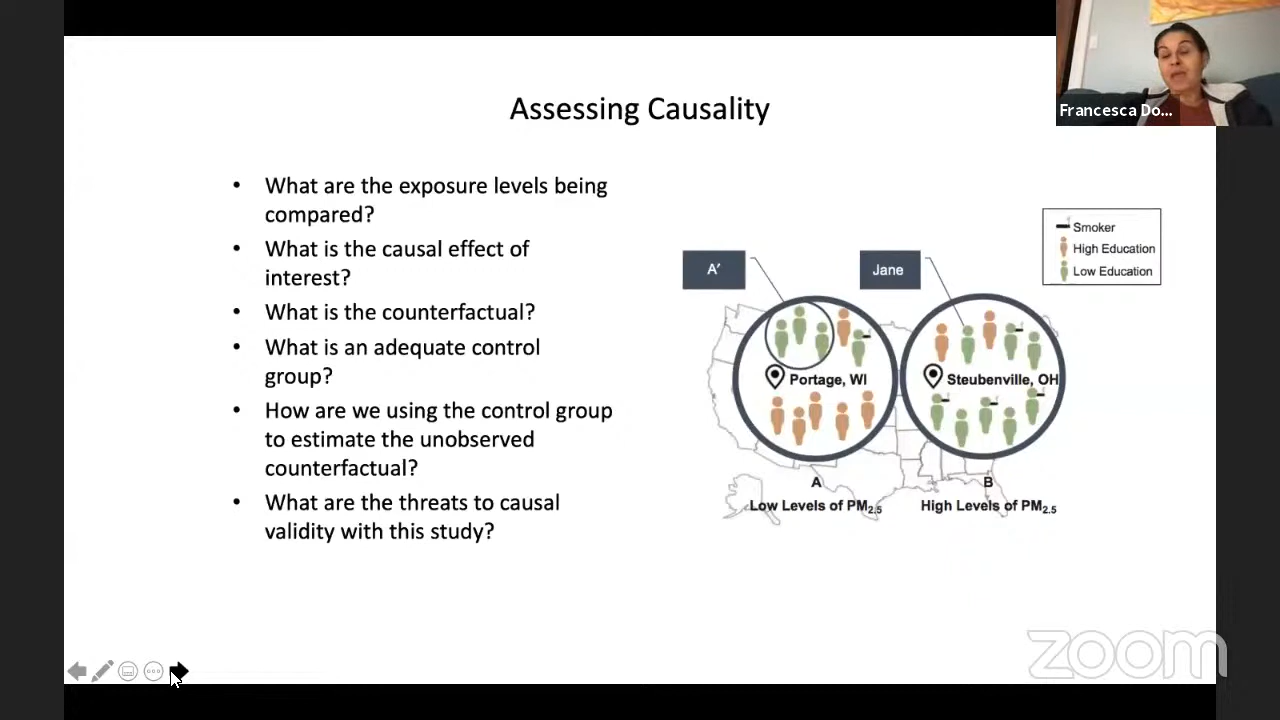 Francesca Do...
Assessing Causality
• What are the exposure levels being
compared?
• What is the causal effect of
interest?
• What is the counterfactual?
• What is an adequate control
group?
• How are we using the control group
to estimate the unobserved
counterfactual?
• What are the threats to causal
validity with this study?
Smoker
High Education
Low Education
A′
Jane
Portage, WI
Steubenville, OH
A
Low Levels of PM2.5
B
High Levels of PM2.5
zoom